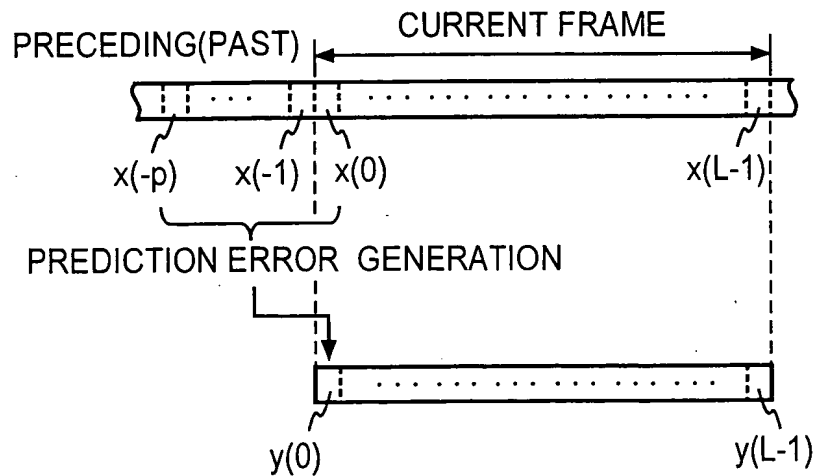 PRECEDING(PAST)
CURRENT FRAME
x(-p)
x(-1)
x(0)
x(L-1)
PREDICTION ERROR GENERATION
y(0)
y(L-1)